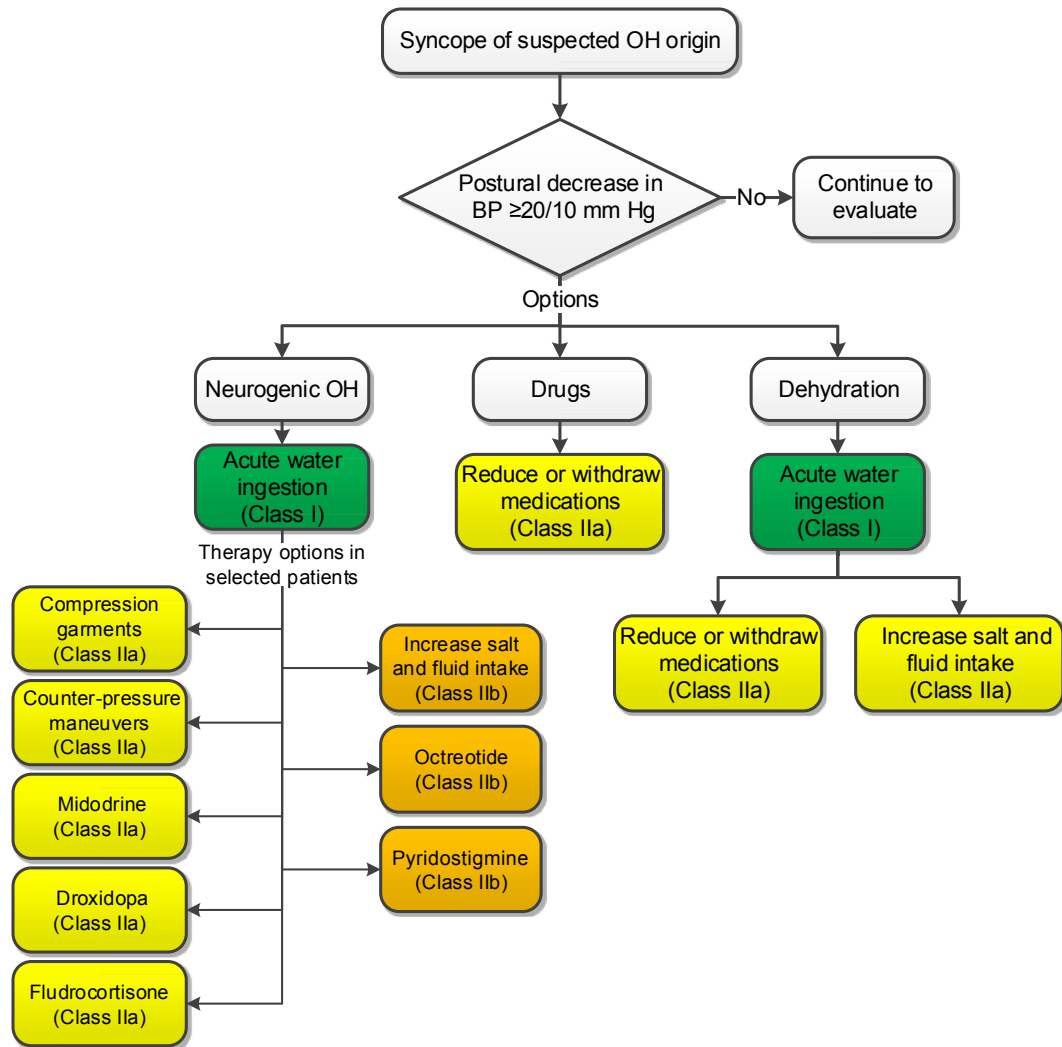 Syncope of suspected OH origin
Postural decrease in
BP ≥20/10 mm Hg
No
Continue to
evaluate
Options
Neurogenic OH
Drugs
Dehydration
Acute water
ingestion
(Class I)
Reduce or withdraw
medications
(Class IIa)
Acute water
ingestion
(Class I)
Therapy options in
selected patients
Compression
garments
(Class IIa)
Counter-pressure
maneuvers
(Class IIa)
Midodrine
(Class IIa)
Droxidopa
(Class IIa)
Fludrocortisone
(Class IIa)
Increase salt
and fluid intake
(Class IIb)
Octreotide
(Class IIb)
Pyridostigmine
(Class IIb)
Reduce or withdraw
medications
(Class IIa)
Increase salt and
fluid intake
(Class IIa)